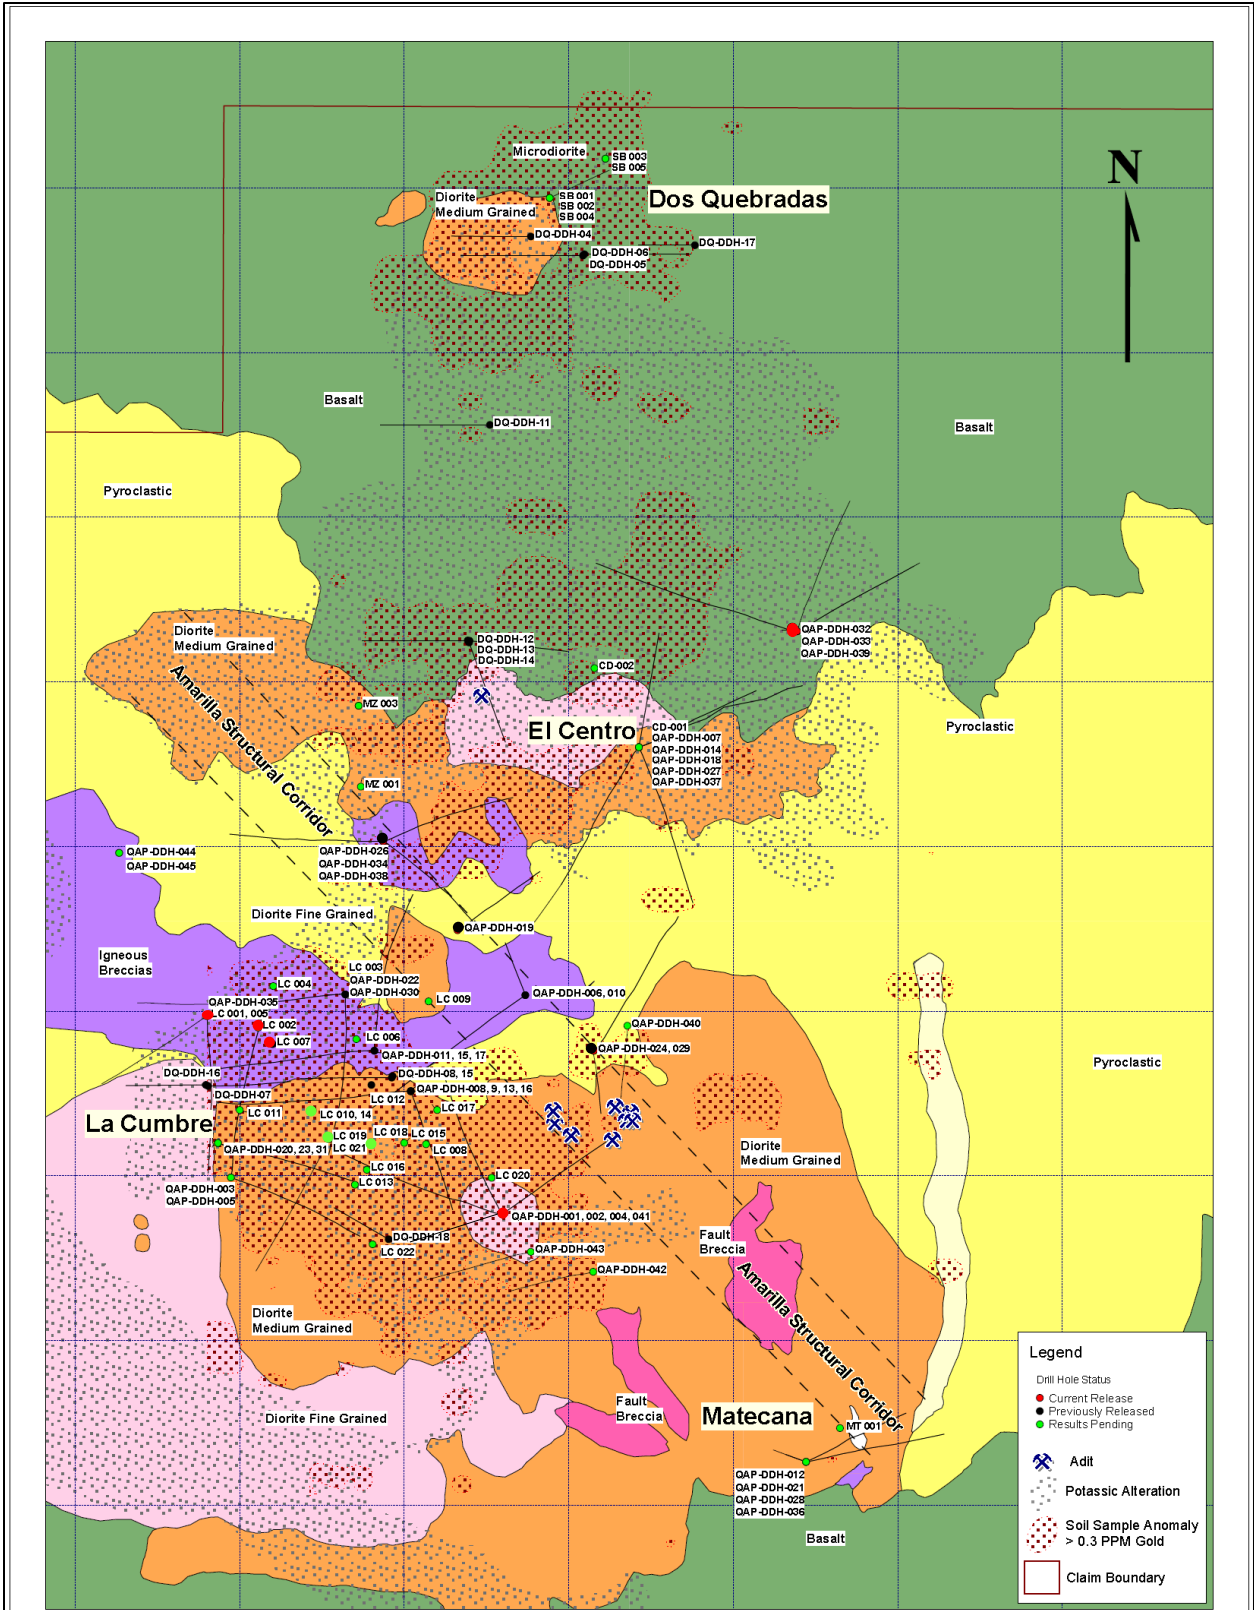 N
Microdiorite
SB 003
SB 005
Diorite
Medium Grained
SB 001
SB 002
SB 004
Dos Quebradas
DQ-DDH-04
DQ-DDH-17
DQ-DDH-06
DQ-DDH-05
Basalt
DQ-DDH-11
Basalt
Pyroclastic
Diorite
Medium Grained
DQ-DDH-12
DQ-DDH-13
DQ-DDH-14
QAP-DDH-032
QAP-DDH-033
QAP-DDH-039
CD-002
Amarilla Structural Corridor
MZ 003
El Centro
CD-001
QAP-DDH-007
QAP-DDH-014
QAP-DDH-018
QAP-DDH-027
QAP-DDH-037
Pyroclastic
MZ 001
QAP-DDH-044
QAP-DDH-045
QAP-DDH-026
QAP-DDH-034
QAP-DDH-038
Diorite Fine Grained
QAP-DDH-019
Igneous
Breccias
LC 003
QAP-DDH-022
QAP-DDH-030
LC 004
QAP-DDH-035
LC 001, 005
LC 009
QAP-DDH-006, 010
LC 002
LC 007
LC 006
QAP-DDH-040
QAP-DDH-024, 029
QAP-DDH-011, 15, 17
Pyroclastic
DQ-DDH-16
DQ-DDH-08, 15
DQ-DDH-07
QAP-DDH-008, 9, 13, 16
LC 012
La Cumbre
LC 011
LC 010, 14
LC 017
LC 019
LC 018
LC 015
LC 021
LC 008
QAP-DDH-020, 23, 31
Diorite
Medium Grained
LC 016
LC 013
LC 020
QAP-DDH-003
QAP-DDH-005
QAP-DDH-001, 002, 004, 041
DQ-DDH-18
LC 022
QAP-DDH-043
Fault
Breccia
QAP-DDH-042
Amarilla Structural Corridor
Diorite
Medium Grained
Fault
Breccia
Diorite Fine Grained
Matecana
MT 001
QAP-DDH-012
QAP-DDH-021
QAP-DDH-028
QAP-DDH-036
Basalt
Legend
Drill Hole Status
Current Release
Previously Released
Results Pending
Adit
Potassic Alteration
Soil Sample Anomaly
> 0.3 PPM Gold
Claim Boundary